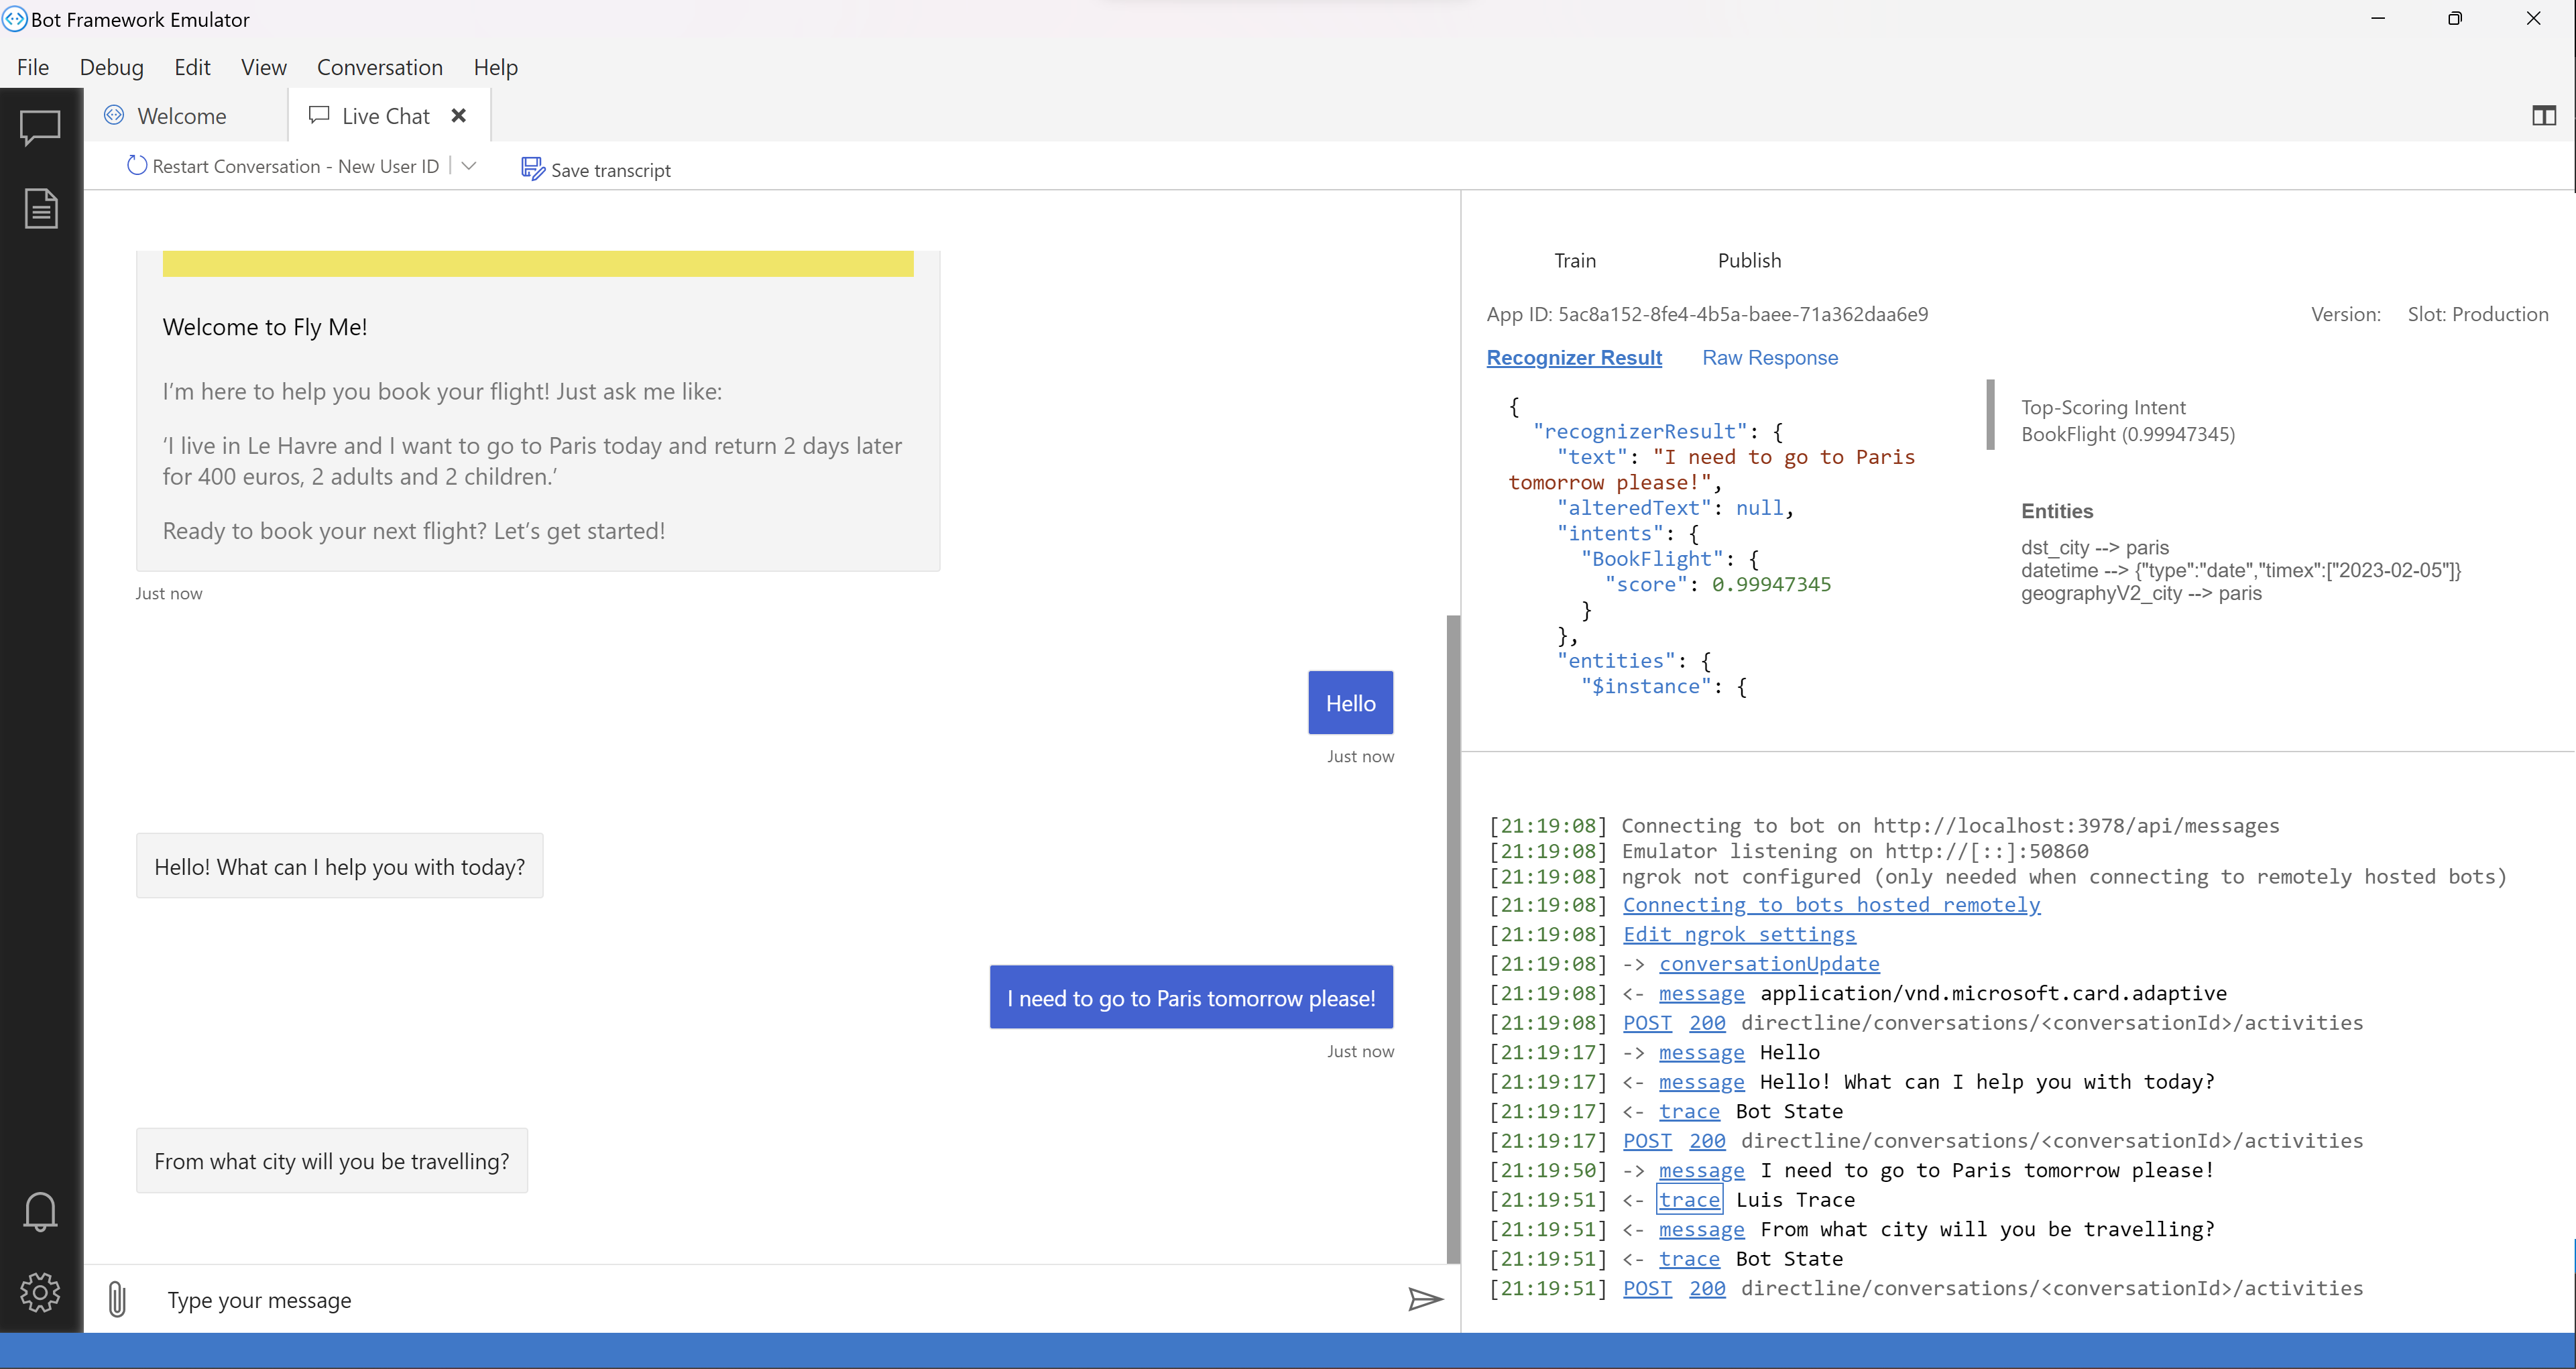 Bot Framework Emulator
File Debug Edit View Conversation Help
Welcome
Live Chat
Restart Conversation - New User ID
Save transcript
Welcome to Fly Me!
I’m here to help you book your flight! Just ask me like:
‘I live in Le Havre and I want to go to Paris today and return 2 days later
for 400 euros, 2 adults and 2 children.’
Ready to book your next flight? Let’s get started!
Just now
Hello
Just now
Hello! What can I help you with today?
I need to go to Paris tomorrow please!
Just now
From what city will you be travelling?
Type your message
Train Publish
App ID: 5ac8a152-8fe4-4b5a-baee-71a362daa6e9 Version: Slot: Production
Recognizer Result Raw Response
{
"recognizerResult": {
"text": "I need to go to Paris
tomorrow please!",
"alteredText": null,
"intents": {
"BookFlight": {
"score": 0.99947345
}
},
"entities": {
"$instance": {
Top-Scoring Intent
BookFlight (0.99947345)
Entities
dst_city --> paris
datetime --> {"type":"date","timex":["2023-02-05"]}
geographyV2_city --> paris
[21:19:08] Connecting to bot on http://localhost:3978/api/messages
[21:19:08] Emulator listening on http://[::]:50860
[21:19:08] ngrok not configured (only needed when connecting to remotely hosted bots)
[21:19:08] Connecting to bots hosted remotely
[21:19:08] Edit ngrok settings
[21:19:08] -> conversationUpdate
[21:19:08] <- message application/vnd.microsoft.card.adaptive
[21:19:08] POST 200 directline/conversations/<conversationId>/activities
[21:19:17] -> message Hello
[21:19:17] <- message Hello! What can I help you with today?
[21:19:17] <- trace Bot State
[21:19:17] POST 200 directline/conversations/<conversationId>/activities
[21:19:50] -> message I need to go to Paris tomorrow please!
[21:19:51] <- trace Luis Trace
[21:19:51] <- message From what city will you be travelling?
[21:19:51] <- trace Bot State
[21:19:51] POST 200 directline/conversations/<conversationId>/activities